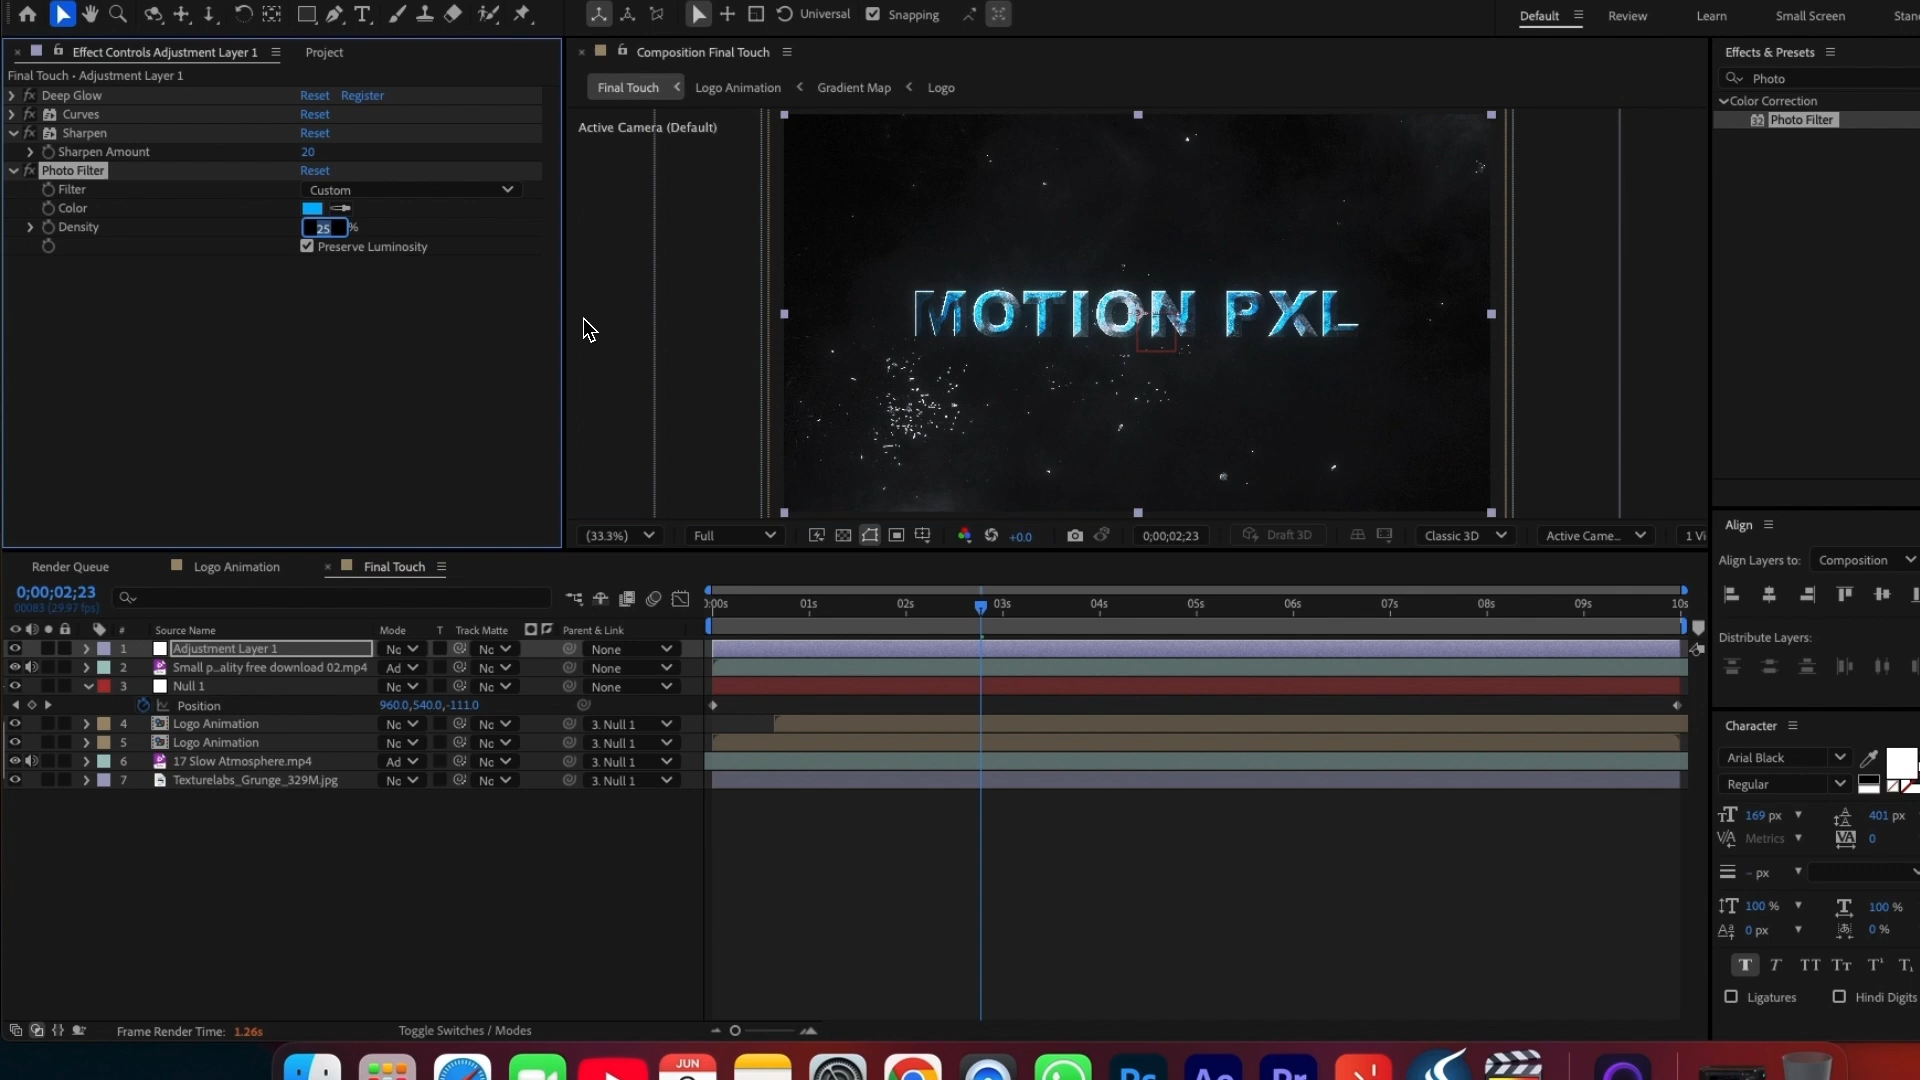 Universal
Snapping
Default
Review
Learn
Small Screen
Effect Controls Adjustment Layer 1
Project
Final Touch • Adjustment Layer 1
Deep Glow
Reset
Register
Curves
Reset
Sharpen
Reset
Sharpen Amount
20
Photo Filter
Reset
Filter
Custom
Color
Density
25
%
Preserve Luminosity
Composition Final Touch
Final Touch
Logo Animation
Gradient Map
Logo
Active Camera (Default)
MOTION PXL
(33.3%)
Full
+0.0
0;00;02;23
Draft 3D
Classic 3D
Active Came...
1 Vi
Effects & Presets
Photo
Color Correction
32
Photo Filter
Align
Align Layers to:
Composition
Distribute Layers:
Character
Arial Black
Regular
169 px
401 px
Metrics
0
- px
100 %
100 %
0 px
0 %
Ligatures
Hindi Digits
Render Queue
Logo Animation
Final Touch
0;00;02;23
00083 (29.97 fps)
:00s
01s
02s
03s
04s
05s
06s
07s
08s
09s
10s
#
Source Name
Mode
T
Track Matte
Parent & Link
1
Adjustment Layer 1
Nc
Nc
None
2
Small p...ality free download 02.mp4
Ad
Nc
None
3
Null 1
Nc
Nc
None
Position
960.0,540.0,-111.0
4
Logo Animation
Nc
Nc
3. Null 1
5
Logo Animation
Nc
Nc
3. Null 1
6
17 Slow Atmosphere.mp4
Ad
Nc
3. Null 1
7
Texturelabs_Grunge_329M.jpg
Nc
Nc
3. Null 1
Frame Render Time: 1.26s
Toggle Switches / Modes
JUN
Ps
Ae
Pr